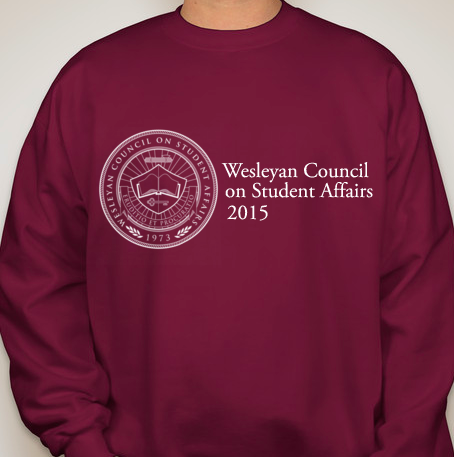 WESLEYAN COUNCIL ON STUDENT AFFAIRS
1973
Wesleyan Council
on Student Affairs
2015